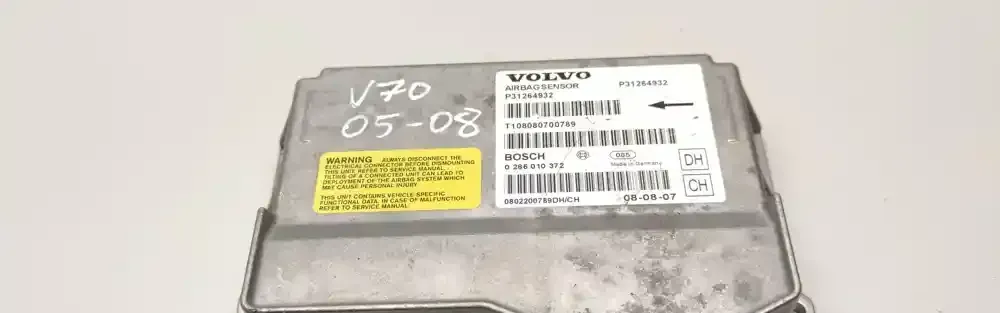 V70
05-08
WARNING ALWAYS DISCONNECT THE
ELECTRICAL CONNECTOR BEFORE DISMOUNTING
THIS UNIT. REFER TO SERVICE MANUAL.
TILTING OF A CONNECTED UNIT CAN LEAD TO
DEPLOYMENT OF THE AIRBAG SYSTEM WHICH
MAY CAUSE PERSONAL INJURY
THIS UNIT CONTAINS VEHICLE-SPECIFIC
FUNCTIONAL DATA. IN CASE OF MALFUNCTION
REFER TO SERVICE MANUAL.
VOLVO
AIRBAGSENSOR P31264932
P31264932
T108080700789
BOSCH 085
0 286 010 372 Made in Germany
DH
CH
0802200789DH/CH 08-08-07